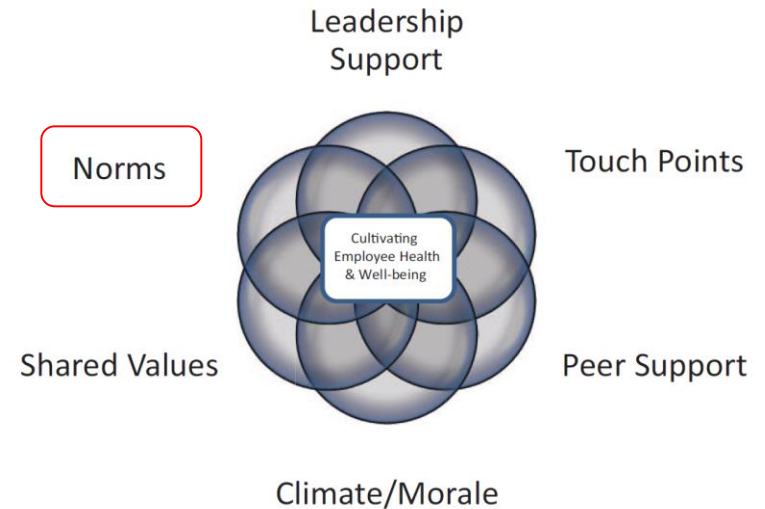 Leadership
Support
Norms
Touch Points
Cultivating
Employee Health
& Well-being
Shared Values
Peer Support
Climate/Morale